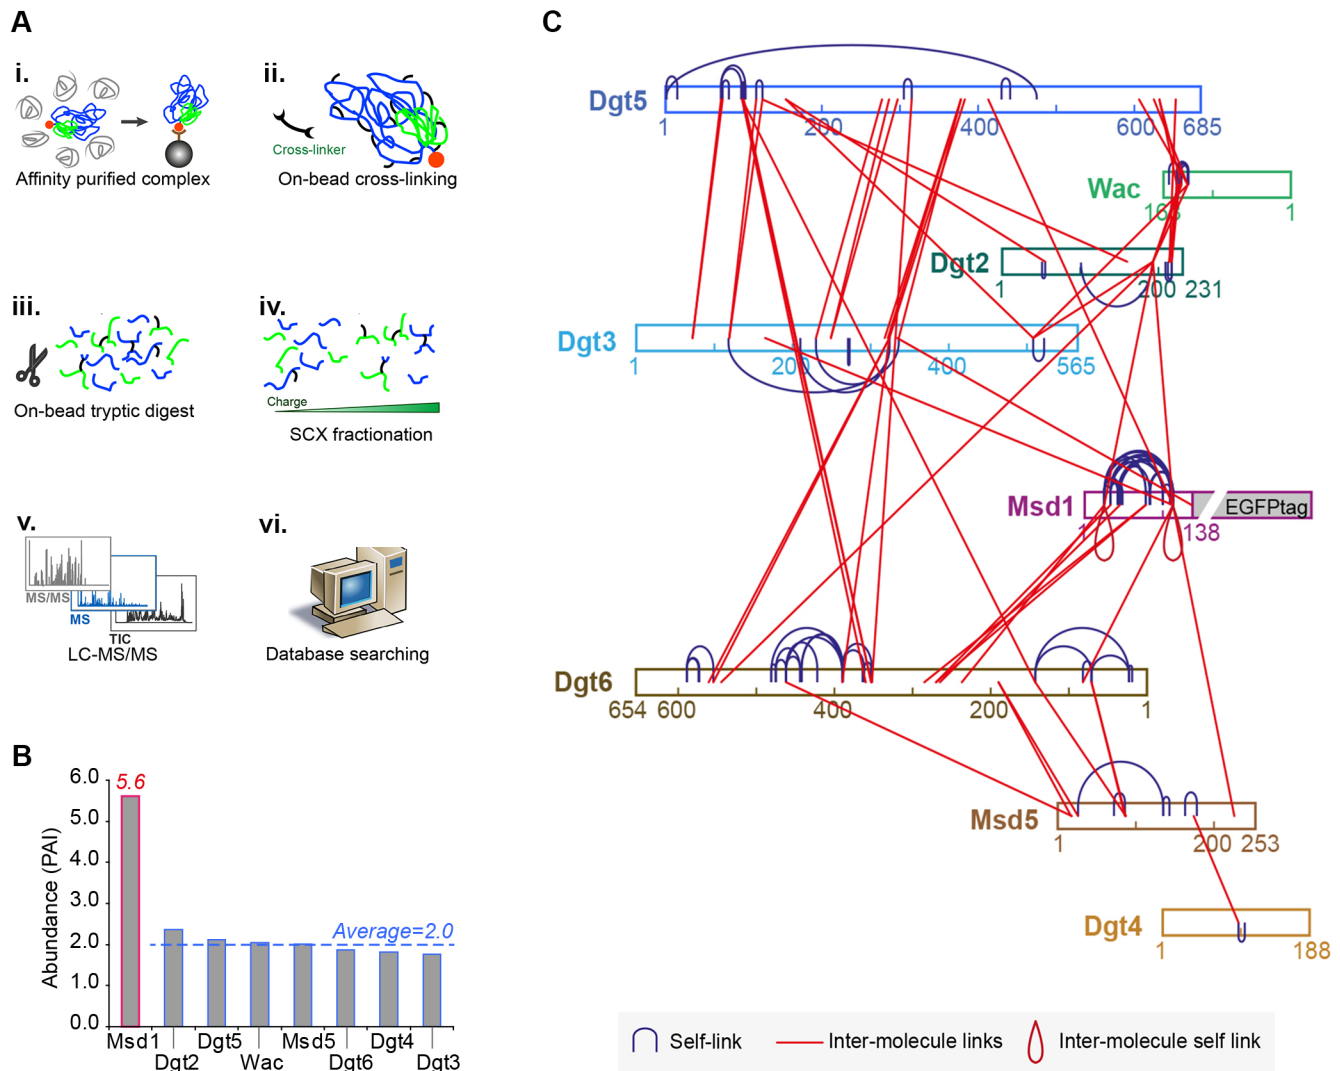 A
i.
Affinity purified complex
ii.
Cross-linker
On-bead cross-linking
iii.
On-bead tryptic digest
iv.
Charge
SCX fractionation
v.
MS/MS
MS
TIC
LC-MS/MS
vi.
Database searching
B
Abundance (PAI)
6.0
5.0
4.0
3.0
2.0
1.0
0.0
5.6
Average=2.0
Msd1
Dgt2
Dgt5
Wac
Msd5
Dgt6
Dgt4
Dgt3
C
Dgt5
1 200 400 600 685
Wac
168 1
Dgt2
1 200 231
Dgt3
1 200 400 565
Msd1
EGFPtag
1 138
Dgt6
654 600 400 200 1
Msd5
1 200 253
Dgt4
1 188
Self-link
Inter-molecule links
Inter-molecule self link